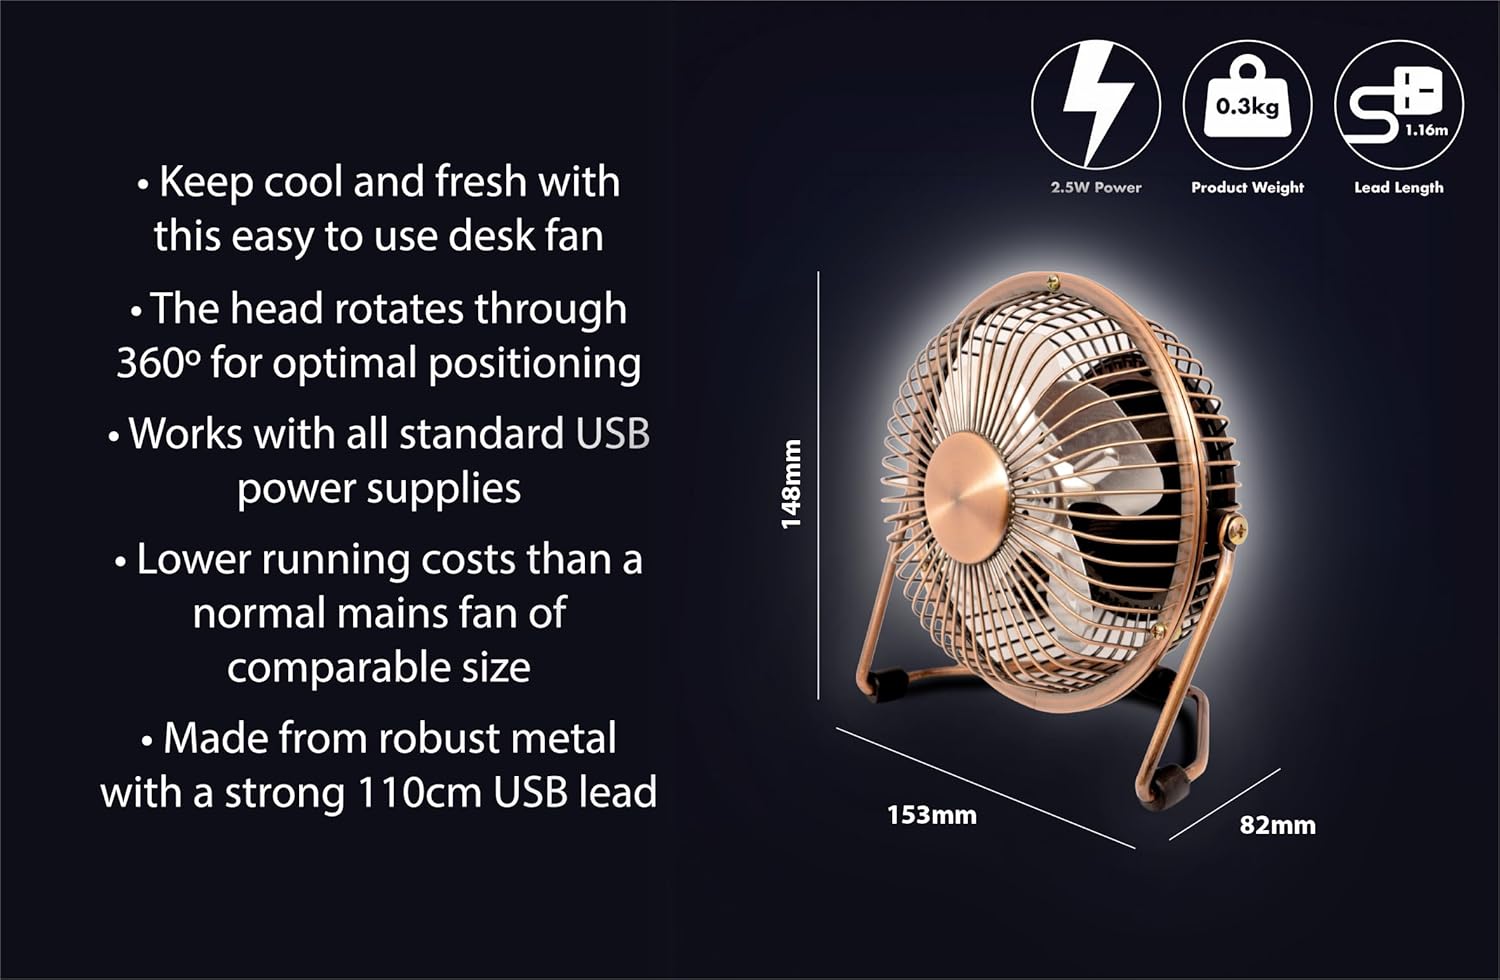 • Keep cool and fresh with
this easy to use desk fan
• The head rotates through
360º for optimal positioning
• Works with all standard USB
power supplies
• Lower running costs than a
normal mains fan of
comparable size
• Made from robust metal
with a strong 110cm USB lead
0.3kg
1.16m
2.5W Power
Product Weight
Lead Length
148mm
153mm
82mm